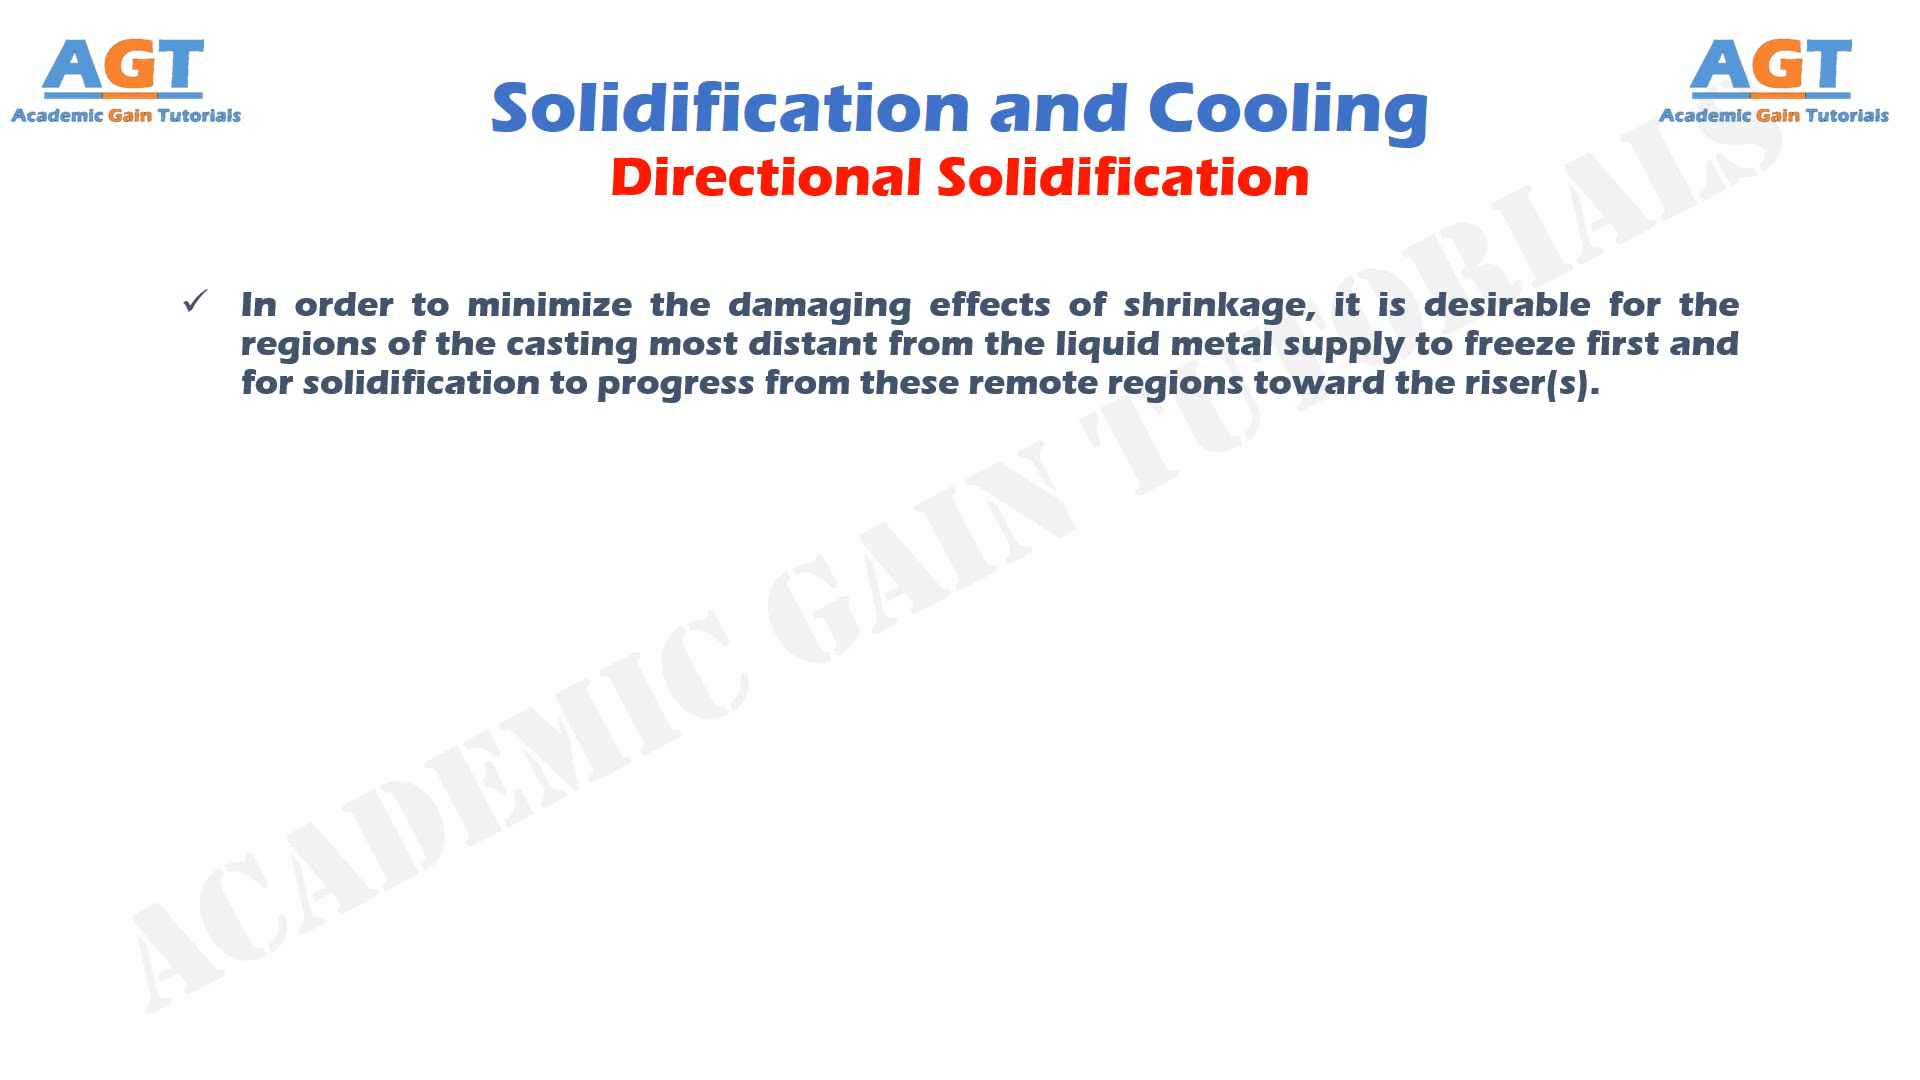 AGT
Academic Gain Tutorials
AGT
Academic Gain Tutorials
Solidification and Cooling
Directional Solidification
✓ In order to minimize the damaging effects of shrinkage, it is desirable for the
regions of the casting most distant from the liquid metal supply to freeze first and
for solidification to progress from these remote regions toward the riser(s).
ACADEMIC GAIN TUTORIALS